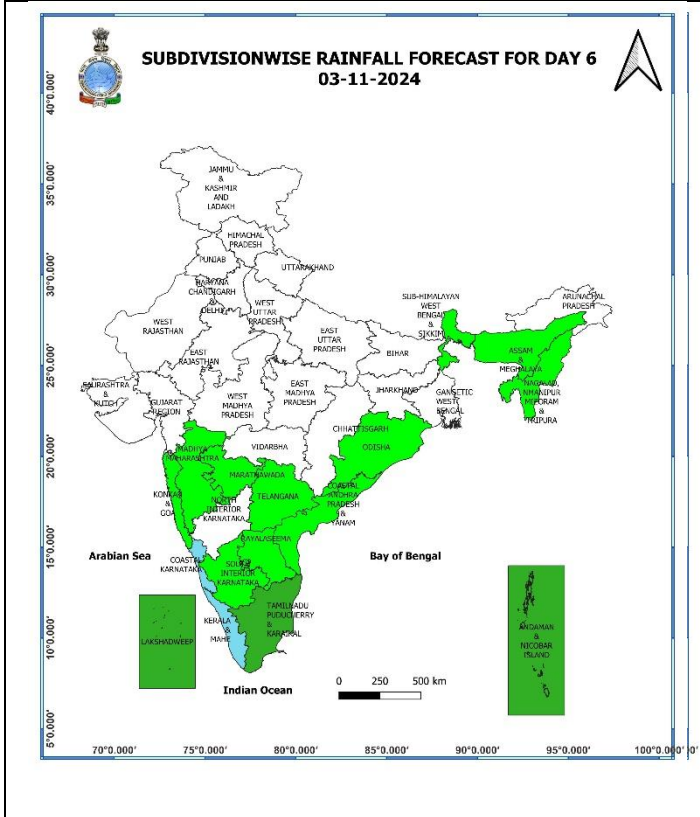 SUBDIVISIONWISE RAINFALL FORECAST FOR DAY 6
03-11-2024
40°0.000'
35°0.000'
30°0.000'
25°0.000'
20°0.000'
15°0.000'
10°0.000'
5°0.000'
JAMMU
&
KASHMIR
AND
LADAKH
HIMACHAL
PRADESH
PUNJAB
UTTARAKHAND
HARYANA
CHANDIGARH
&
DELHI
WEST
RAJASTHAN
WEST
UTTAR
PRADESH
EAST
RAJASTHAN
EAST
UTTAR
PRADESH
SUB-HIMALAYAN
WEST
BENGAL
&
SIKKIM
ARUNACHAL
PRADESH
BIHAR
ASSAM
&
MEGHALAYA
NAGALAD
MANIPUR
MIZORAM
&
TRIPURA
SAURASHTRA
&
KUTCH
GUJARAT
REGION
WEST
MADHYA
PRADESH
EAST
MADHYA
PRADESH
JHARKHAND
GANGETIC
WEST
BENGAL
CHHATTISGARH
ODISHA
VIDARBHA
MADHYA
MAHARASHTRA
MARATHAWADA
TELANGANA
KONKAN
&
GOA
NORTH
INTERIOR
KARNATAKA
COASTAL
ANDHRA
PRADESH
&
YANAM
RAYALASEEMA
COASTAL
KARNATAKA
SOUTH
INTERIOR
KARNATAKA
TAMILNADU
PUDUCHERRY
&
KARAIKAL
KERALA
&
MAHE
LAKSHADWEEP
ANDAMAN
&
NICOBAR
ISLAND
Arabian Sea
Bay of Bengal
Indian Ocean
0 250 500 km
70°0.000' 75°0.000' 80°0.000' 85°0.000' 90°0.000' 95°0.000' 100°0.000'